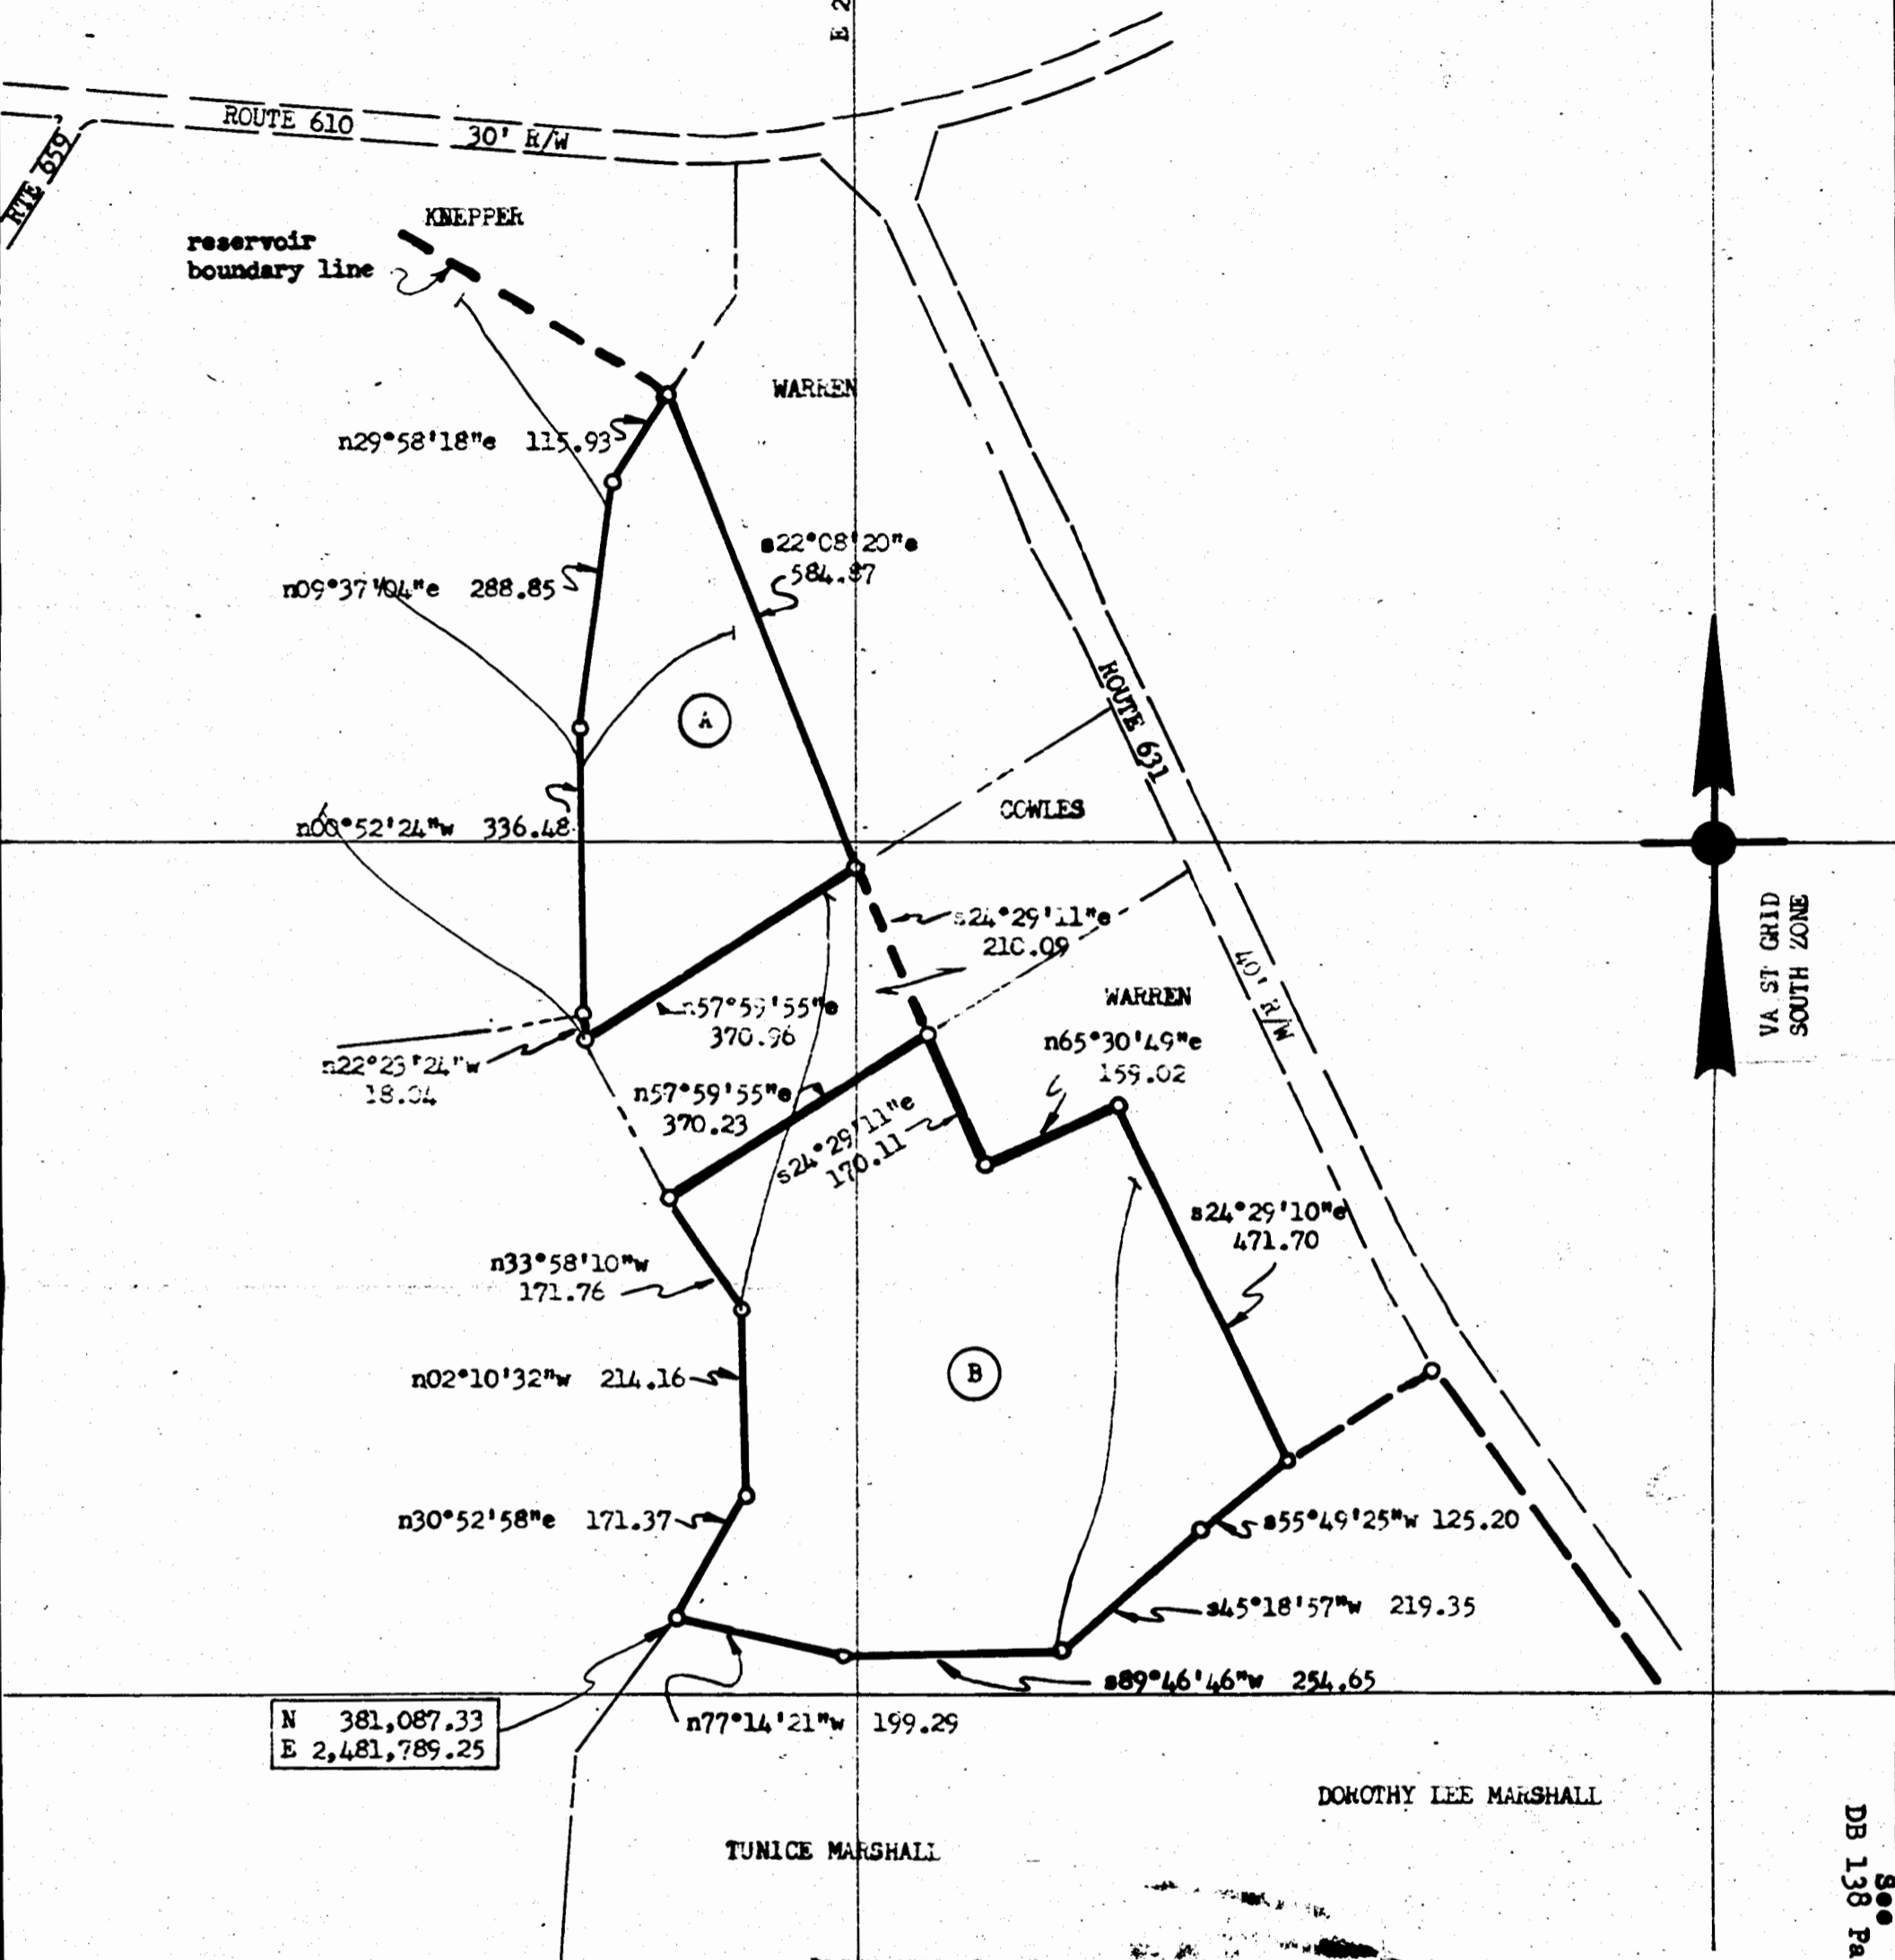 E 2
ROUTE 610
30' R/W
RTE 659
KNEPPER
reservoir
boundary line
WARREN
n29°58'18"e 115.93
s22°08'20"e
584.87
n09°37'04"e 288.85
ROUTE 631
A
COWLES
n00°52'24"w 336.48
s24°29'11"e
210.09
40' R/W
VA ST GRID
SOUTH ZONE
WARREN
n57°59'55"e
370.96
n65°30'49"e
159.02
n22°23'24"w
18.04
n57°59'55"e
370.23
s24°29'11"e
170.11
s24°29'10"e
471.70
n33°58'10"w
171.76
B
n02°10'32"w 214.16
n30°52'58"e 171.37
s55°49'25"w 125.20
s45°18'57"w 219.35
s89°46'46"w 254.65
N 381,087.33
E 2,481,789.25
n77°14'21"w 199.29
DOROTHY LEE MARSHALL
TUNICE MARSHALL
See
DB 138 Pa